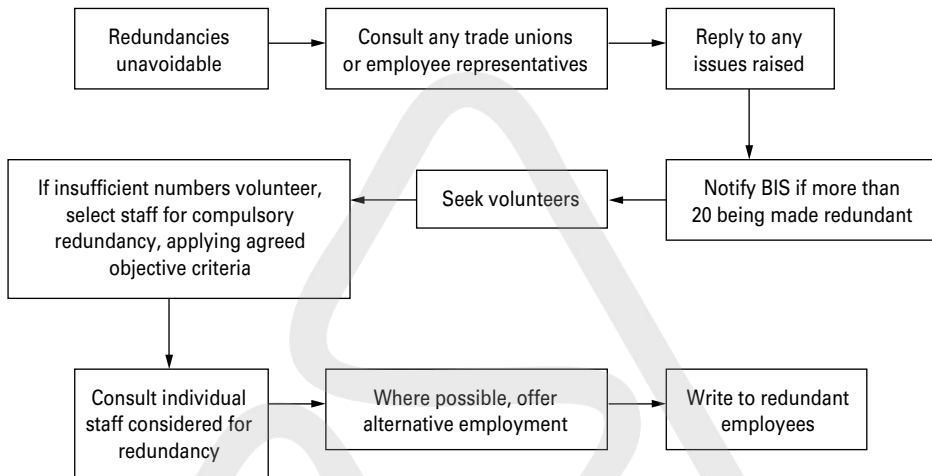 Redundancies
unavoidable
Consult any trade unions
or employee representatives
Reply to any
issues raised
Notify BIS if more than
20 being made redundant
Seek volunteers
If insufficient numbers volunteer,
select staff for compulsory
redundancy, applying agreed
objective criteria
Consult individual
staff considered for
redundancy
Where possible, offer
alternative employment
Write to redundant
employees